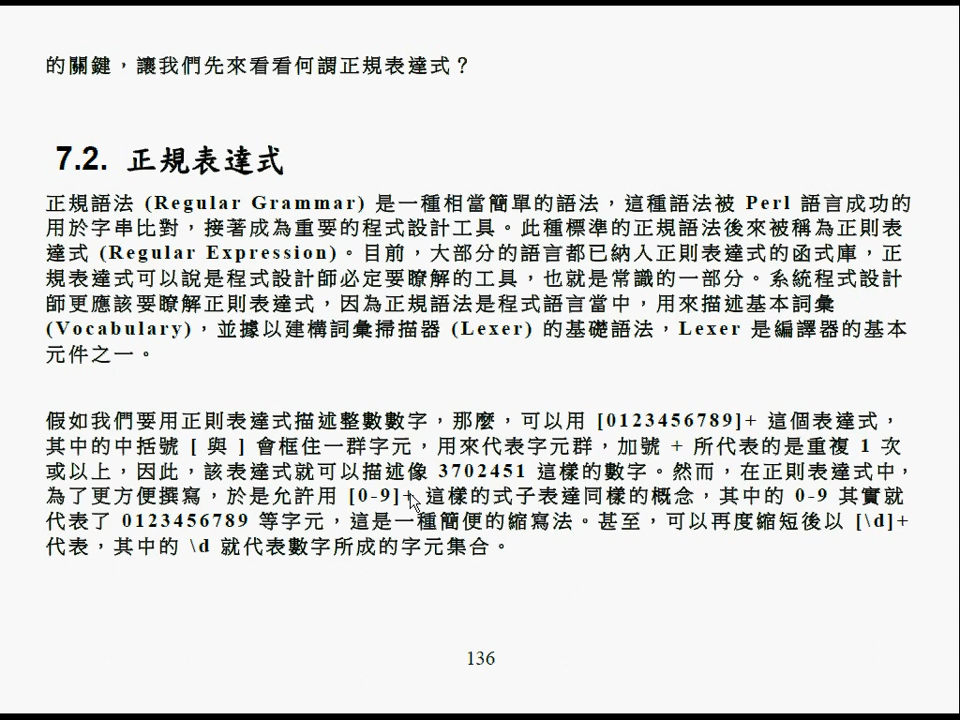 的關鍵，讓我們先來看看何謂正規表達式？
7.2. 正規表達式
正規語法 (Regular Grammar) 是一種相當簡單的語法，這種語法被 Perl 語言成功的
用於字串比對，接著成為重要的程式設計工具。此種標準的正規語法後來被稱為正則表
達式 (Regular Expression)。目前，大部分的語言都已納入正則表達式的函式庫，正
規表達式可以說是程式設計師必定要瞭解的工具，也就是常識的一部分。系統程式設計
師更應該要瞭解正則表達式，因為正規語法是程式語言當中，用來描述基本詞彙
(Vocabulary)，並據以建構詞彙掃描器 (Lexer) 的基礎語法，Lexer 是編譯器的基本
元件之一。
假如我們要用正則表達式描述整數數字，那麼，可以用 [0123456789]+ 這個表達式，
其中的中括號 [ 與 ] 會框住一群字元，用來代表字元群，加號 + 所代表的是重複 1 次
或以上，因此，該表達式就可以描述像 3702451 這樣的數字。然而，在正則表達式中，
為了更方便撰寫，於是允許用 [0-9]+ 這樣的式子表達同樣的概念，其中的 0-9 其實就
代表了 0123456789 等字元，這是一種簡便的縮寫法。甚至，可以再度縮短後以 [\d]+
代表，其中的 \d 就代表數字所成的字元集合。
136